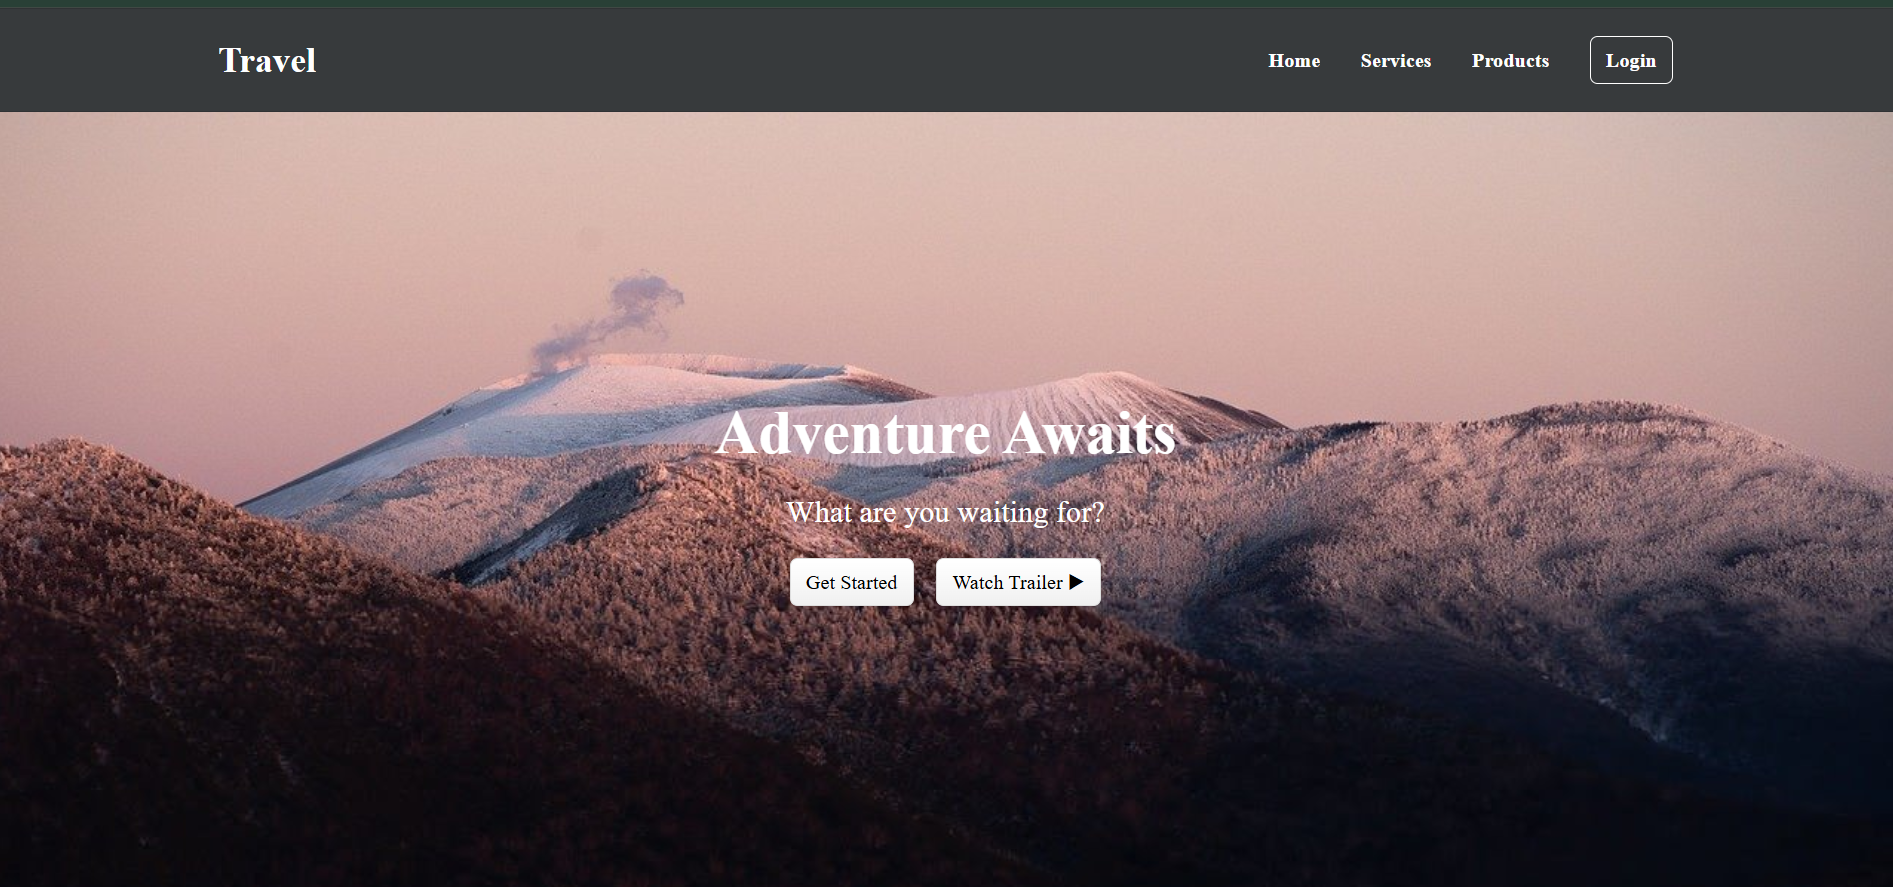 Travel
Home Services Products Login
Adventure Awaits
What are you waiting for?
Get Started Watch Trailer ▶